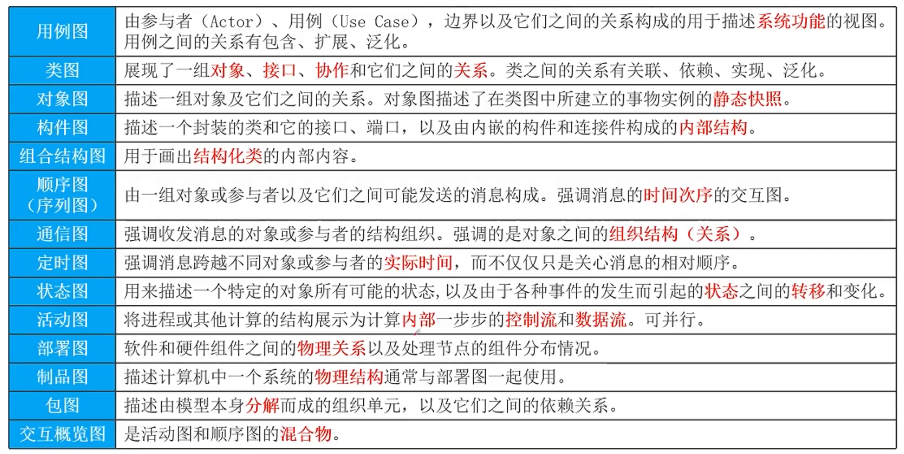 用例图
由参与者（Actor）、用例（Use Case），边界以及它们之间的关系构成的用于描述系统功能的视图。
用例之间的关系有包含、扩展、泛化。
类图
展现了一组对象、接口、协作和它们之间的关系。类之间的关系有关联、依赖、实现、泛化。
对象图
描述一组对象及它们之间的关系。对象图描述了在类图中所建立的事物实例的静态快照。
构件图
描述一个封装的类和它的接口、端口，以及由内嵌的构件和连接件构成的内部结构。
组合结构图
用于画出结构化类的内部内容。
顺序图
（序列图）
由一组对象或参与者以及它们之间可能发送的消息构成。强调消息的时间次序的交互图。
通信图
强调收发消息的对象或参与者的结构组织。强调的是对象之间的组织结构（关系）。
定时图
强调消息跨越不同对象或参与者的实际时间，而不仅仅只是关心消息的相对顺序。
状态图
用来描述一个特定的对象所有可能的状态,以及由于各种事件的发生而引起的状态之间的转移和变化。
活动图
将进程或其他计算的结构展示为计算内部一步步的控制流和数据流。可并行。
部署图
软件和硬件组件之间的物理关系以及处理节点的组件分布情况。
制品图
描述计算机中一个系统的物理结构通常与部署图一起使用。
包图
描述由模型本身分解而成的组织单元，以及它们之间的依赖关系。
交互概览图
是活动图和顺序图的混合物。